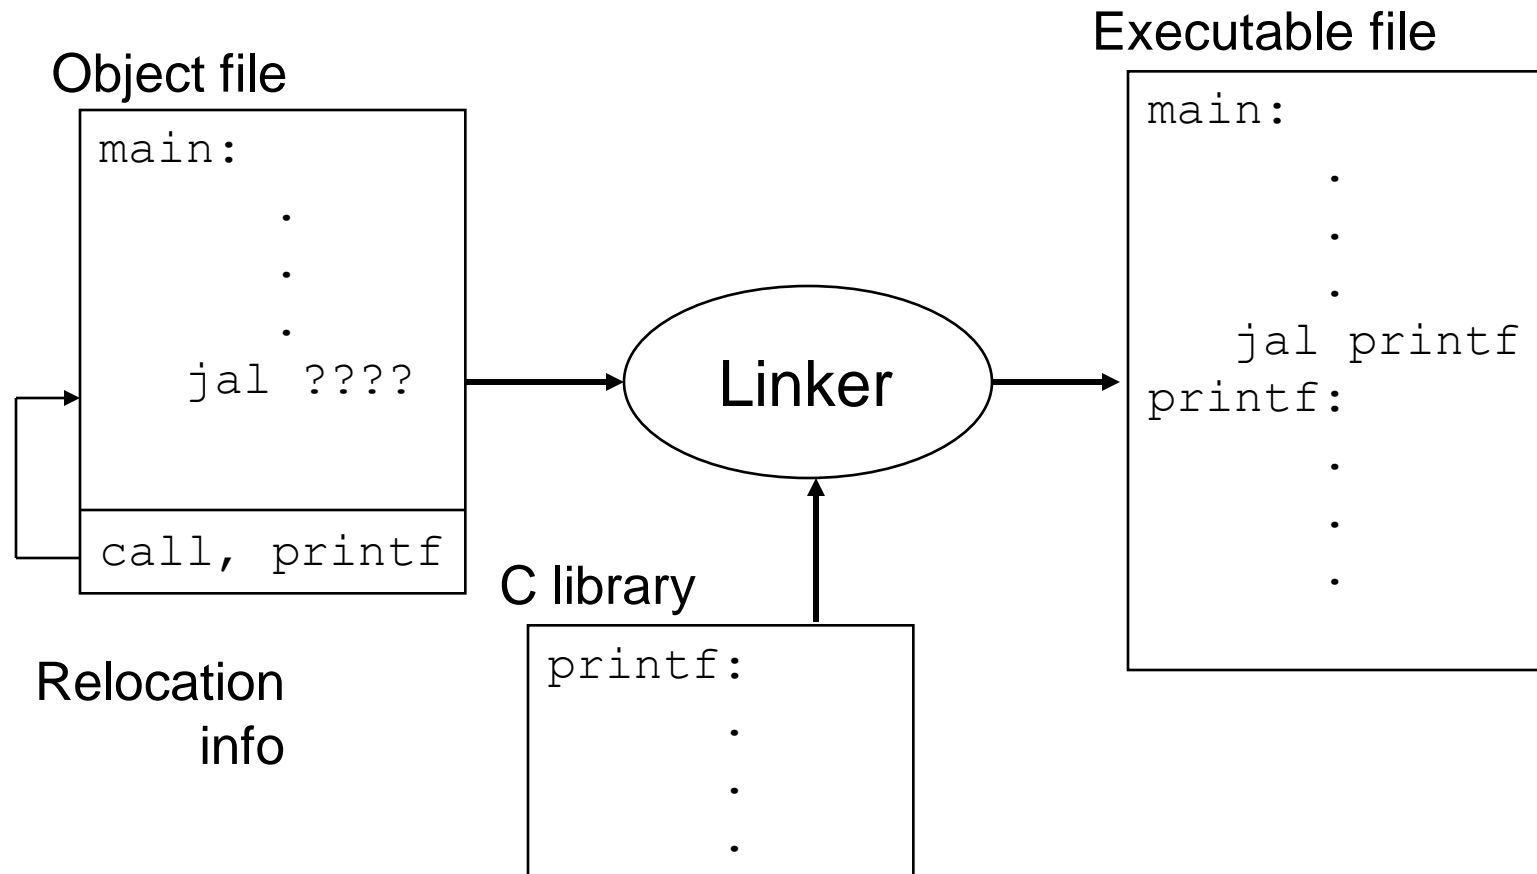 Object file
main:
.
.
.
jal ????
call, printf
Relocation
info
Linker
C library
printf:
.
.
.
Executable file
main:
.
.
.
jal printf
printf:
.
.
.